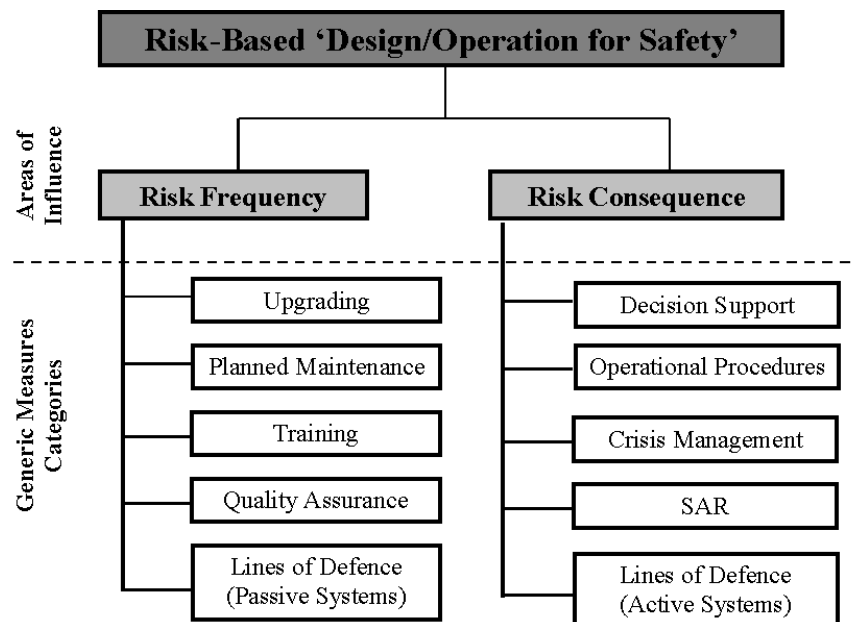 Risk-Based ‘Design/Operation for Safety’
Areas of
Influence
Risk Frequency
Risk Consequence
Generic Measures
Categories
Upgrading
Planned Maintenance
Training
Quality Assurance
Lines of Defence
(Passive Systems)
Decision Support
Operational Procedures
Crisis Management
SAR
Lines of Defence
(Active Systems)